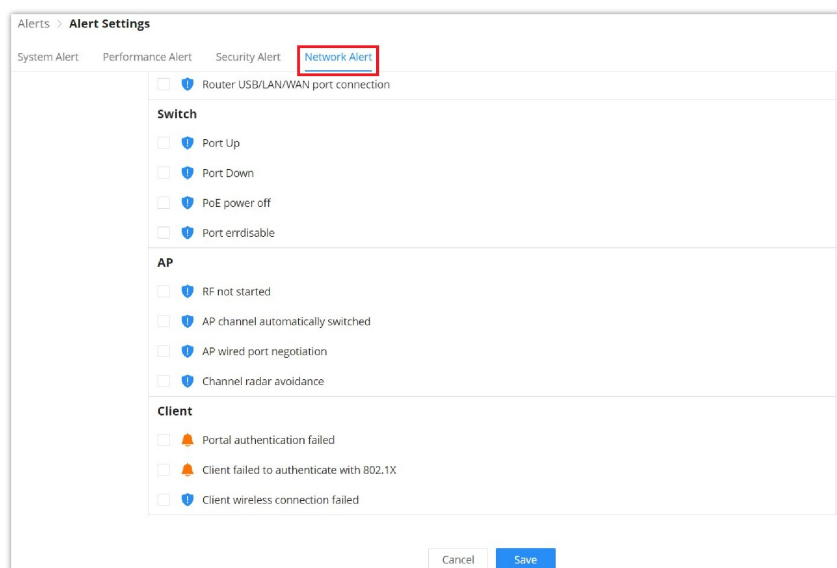 Alerts > Alert Settings
System Alert Performance Alert Security Alert Network Alert
Router USB/LAN/WAN port connection
Switch
Port Up
Port Down
PoE power off
Port errdisable
AP
RF not started
AP channel automatically switched
AP wired port negotiation
Channel radar avoidance
Client
Portal authentication failed
Client failed to authenticate with 802.1X
Client wireless connection failed
Cancel Save